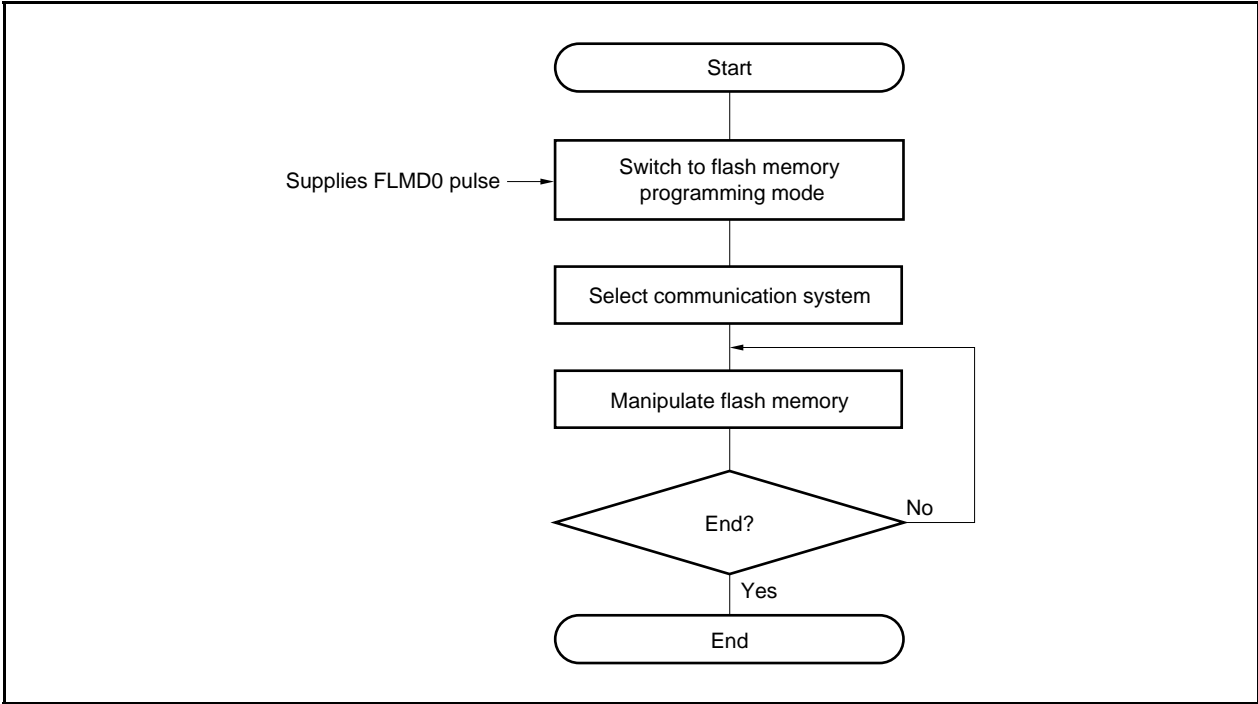 Start
Supplies FLMD0 pulse
Switch to flash memory
programming mode
Select communication system
Manipulate flash memory
End?
No
Yes
End